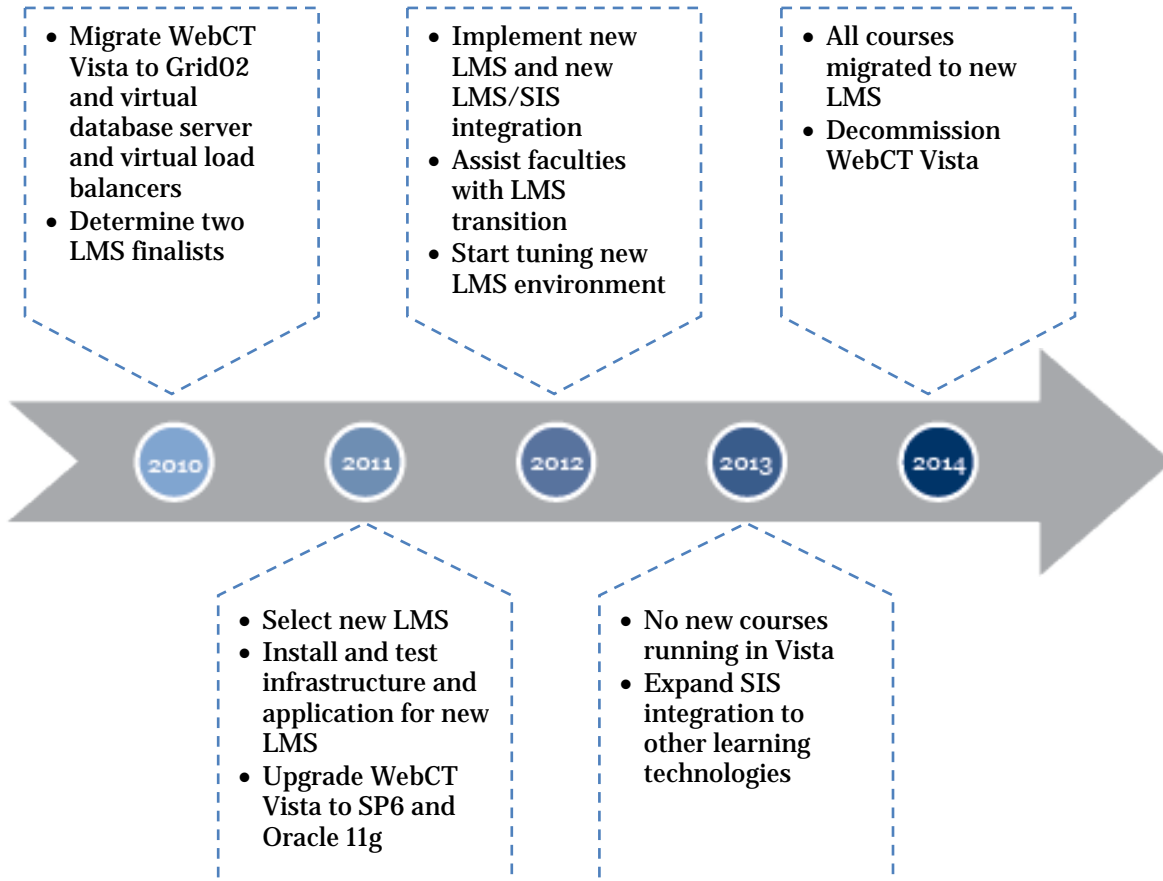 • Migrate WebCT
Vista to Grid02
and virtual
database server
and virtual load
balancers
• Determine two
LMS finalists
• Implement new
LMS and new
LMS/SIS
integration
• Assist faculties
with LMS
transition
• Start tuning new
LMS environment
• All courses
migrated to new
LMS
• Decommission
WebCT Vista
2010
2011
2012
2013
2014
• Select new LMS
• Install and test
infrastructure and
application for new
LMS
• Upgrade WebCT
Vista to SP6 and
Oracle 11g
• No new courses
running in Vista
• Expand SIS
integration to
other learning
technologies